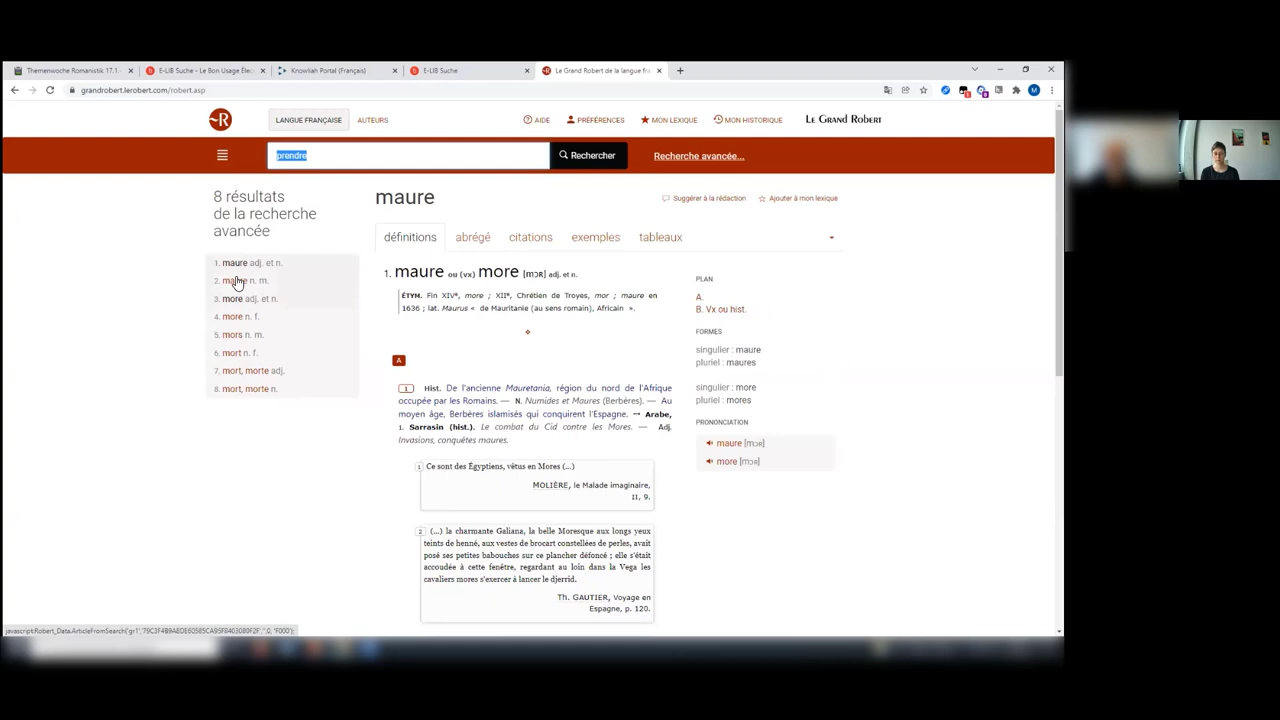 Themenwoche Romanistik 17.1.-
E-LIB Suche - Le Bon Usage Élec
Knowliah Portal (Français)
E-LIB Suche
Le Grand Robert de la langue fra
grandrobert.lerobert.com/robert.asp
LANGUE FRANÇAISE
AUTEURS
AIDE
PRÉFÉRENCES
MON LEXIQUE
MON HISTORIQUE
LE GRAND ROBERT
prendre
Rechercher
Recherche avancée...
8 résultats
de la recherche
avancée
1. maure adj. et n.
2. maure n. m.
3. more adj. et n.
4. more n. f.
5. mors n. m.
6. mort n. f.
7. mort, morte adj.
8. mort, morte n.
maure
Suggérer à la rédaction
Ajouter à mon lexique
définitions
abrégé
citations
exemples
tableaux
1. maure ou (vx) more [mɔʀ] adj. et n.
ÉTYM. Fin XIVe, more ; XIIe, Chrétien de Troyes, mor ; maure en
1636 ; lat. Maurus « de Mauritanie (au sens romain), Africain ».
A
1 Hist. De l'ancienne Mauretania, région du nord de l'Afrique
occupée par les Romains. — N. Numides et Maures (Berbères). — Au
moyen âge, Berbères islamisés qui conquirent l'Espagne. → Arabe,
1. Sarrasin (hist.). Le combat du Cid contre les Mores. — Adj.
Invasions, conquêtes maures.
1 Ce sont des Égyptiens, vêtus en Mores (...)
MOLIÈRE, le Malade imaginaire,
II, 9.
2 (...) la charmante Galiana, la belle Moresque aux longs yeux
teints de henné, aux vestes de brocart constellées de perles, avait
posé ses petites babouches sur ce plancher défoncé ; elle s'était
accoudée à cette fenêtre, regardant au loin dans la Vega les
cavaliers mores s'exercer à lancer le djerrid.
Th. GAUTIER, Voyage en
Espagne, p. 120.
PLAN
A.
B. Vx ou hist.
FORMES
singulier : maure
pluriel : maures
singulier : more
pluriel : mores
PRONONCIATION
maure [mɔʀ]
more [mɔʀ]